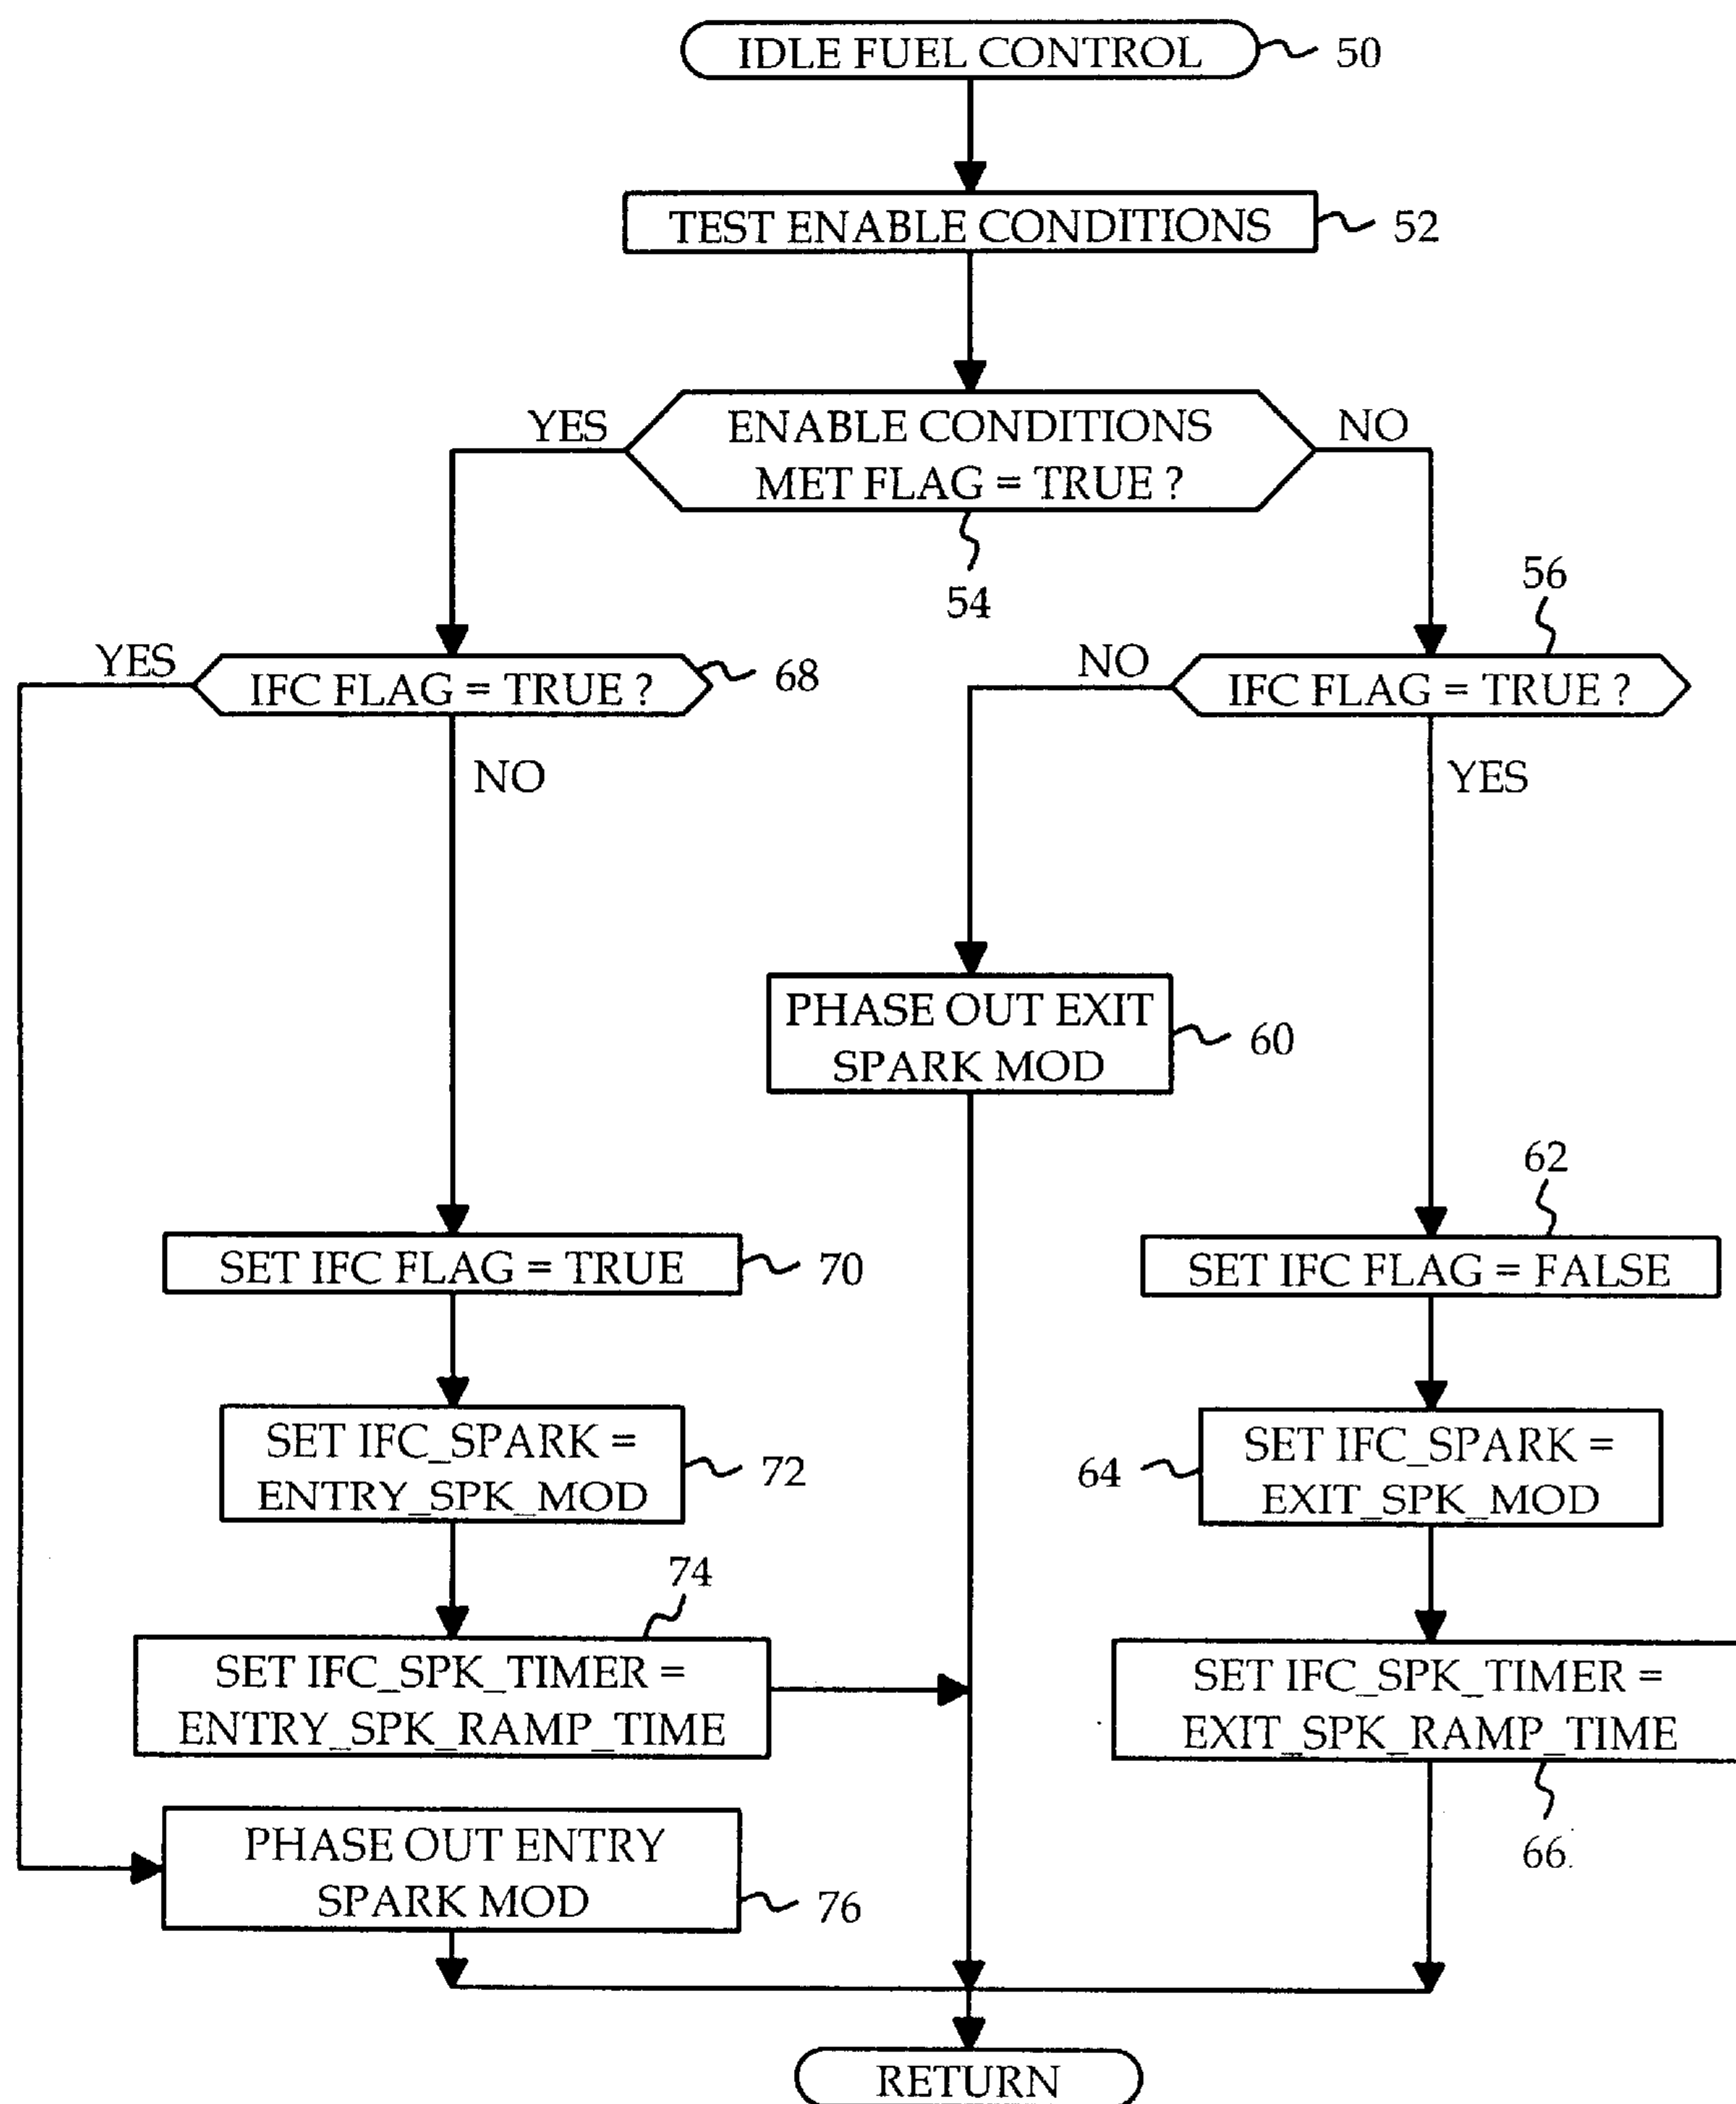 IDLE FUEL CONTROL
50
TEST ENABLE CONDITIONS
52
YES
ENABLE CONDITIONS
MET FLAG = TRUE ?
NO
54
56
YES
IFC FLAG = TRUE ?
68
NO
IFC FLAG = TRUE ?
NO
YES
PHASE OUT EXIT
SPARK MOD
60
62
SET IFC FLAG = TRUE
70
SET IFC FLAG = FALSE
SET IFC_SPARK =
ENTRY_SPK_MOD
72
64
SET IFC_SPARK =
EXIT_SPK_MOD
74
SET IFC_SPK_TIMER =
ENTRY_SPK_RAMP_TIME
SET IFC_SPK_TIMER =
EXIT_SPK_RAMP_TIME
66
PHASE OUT ENTRY
SPARK MOD
76
RETURN